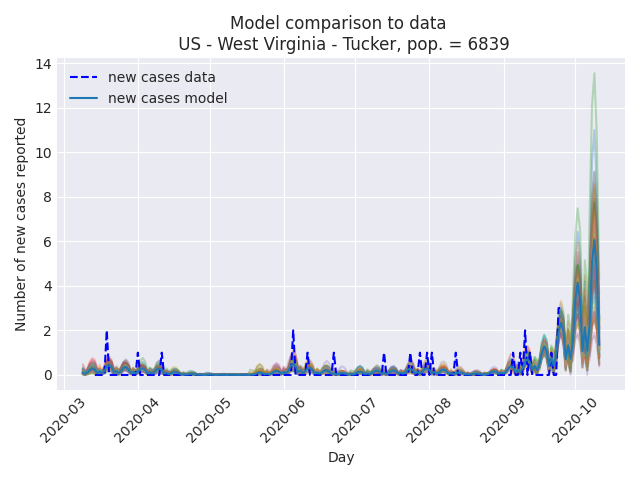 Model comparison to data
US - West Virginia - Tucker, pop. = 6839
new cases data
new cases model
Number of new cases reported
14
12
10
8
6
4
2
0
2020-03
2020-04
2020-05
2020-06
2020-07
2020-08
2020-09
2020-10
Day